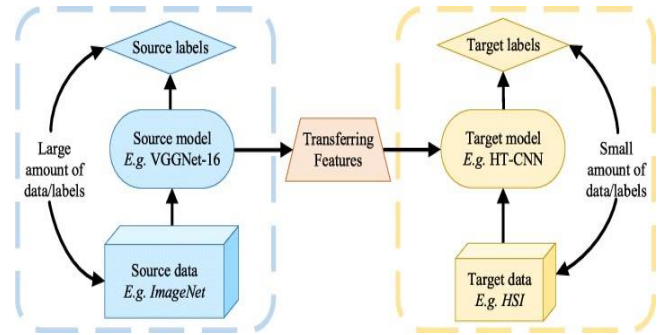 Source labels
Large
amount of
data/labels
Source model
E.g. VGGNet-16
Source data
E.g. ImageNet
Transferring
Features
Target labels
Target model
E.g. HT-CNN
Target data
E.g. HSI
Small
amount of
data/labels